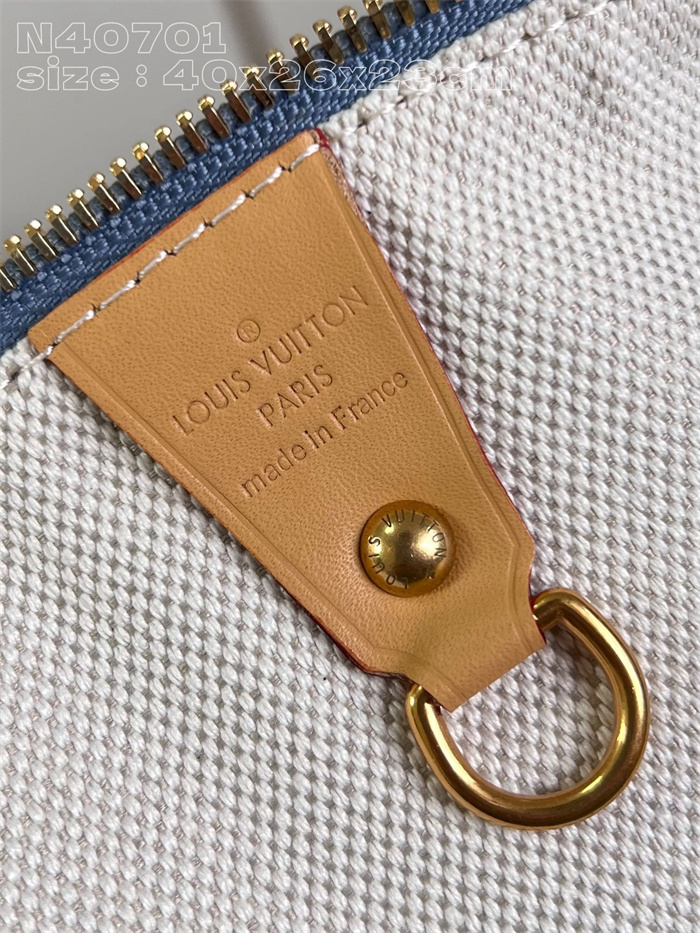 N40701
size : 40x26x23cm
®
LOUIS VUITTON
PARIS
made in France
LOUIS VUITTON